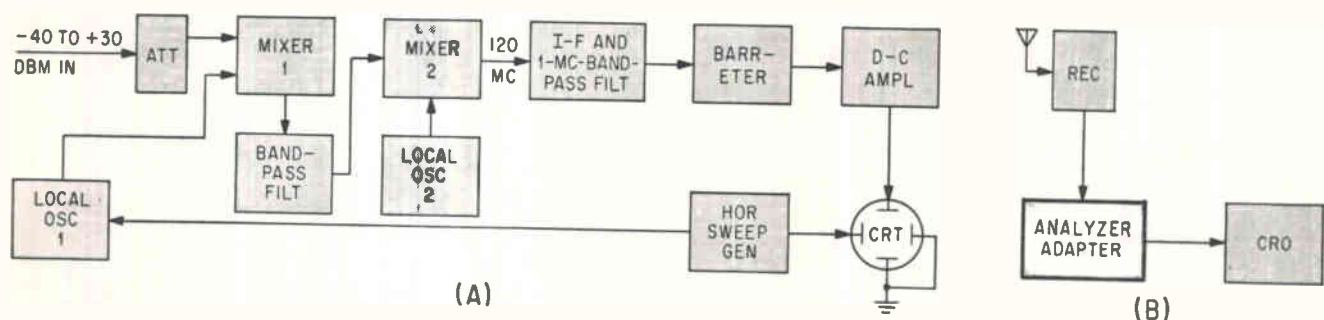 -40 TO +30
DBM IN
ATT
MIXER
1
MIXER
2
120
MC
I-F AND
1-MC-BAND-
PASS FILT
BARR-
ETER
D-C
AMPL
REC
BAND-
PASS
FILT
LOCAL
OSC
2
LOCAL
OSC
1
HOR
SWEEP
GEN
CRT
ANALYZER
ADAPTER
CRO
(A)
(B)